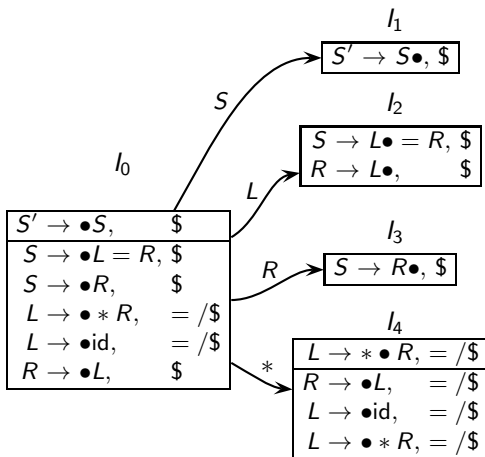 I₁
S′ → S•, $
S
I₂
S → L• = R, $
R → L•, $
L
I₀
S′ → •S, $
S → •L = R, $
S → •R, $
L → • ∗ R, = /$
L → •id, = /$
R → •L, $
I₃
R
S → R•, $
I₄
∗
L → ∗ • R, = /$
R → •L, = /$
L → •id, = /$
L → • ∗ R, = /$